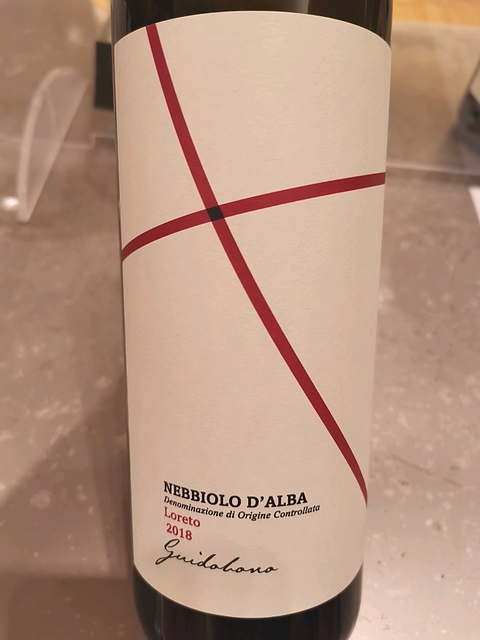 NEBBIOLO D'ALBA
Denominazione di Origine Controllata
Loreto
2018
Guidobono